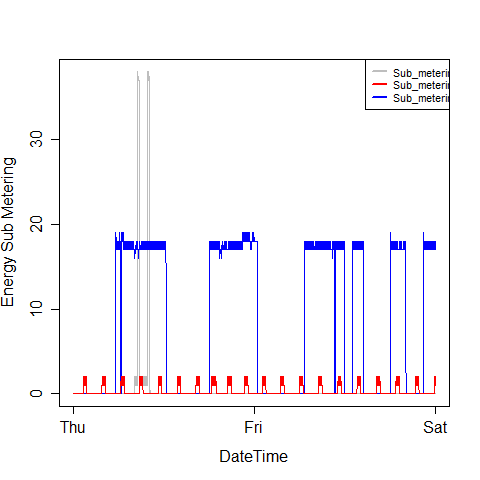 Sub_meterin
Sub_meterin
Sub_meterin
Energy Sub Metering
30
20
10
0
Thu
Fri
Sat
DateTime